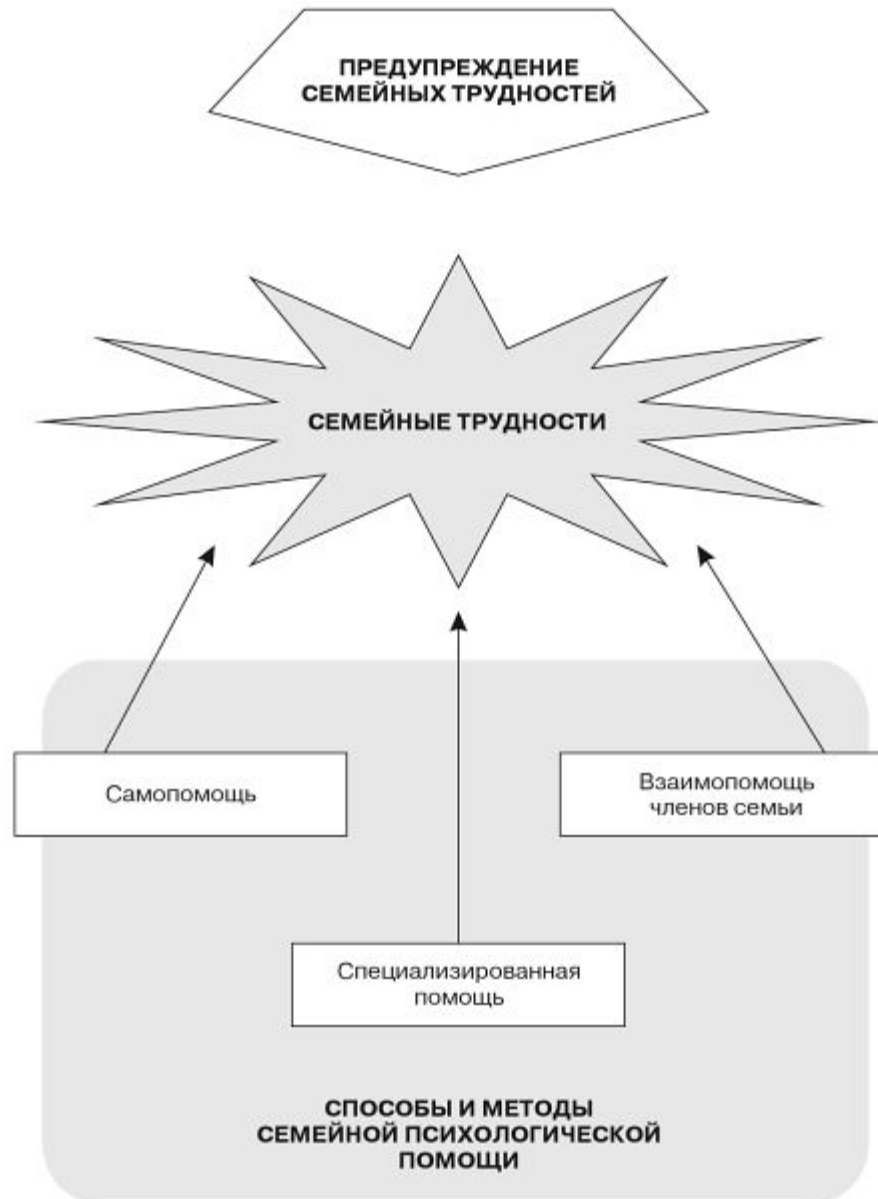 ПРЕДУПРЕЖДЕНИЕ
СЕМЕЙНЫХ ТРУДНОСТЕЙ
СЕМЕЙНЫЕ ТРУДНОСТИ
Самопомощь
Взаимопомощь
членов семьи
Специализированная
помощь
СПОСОБЫ И МЕТОДЫ
СЕМЕЙНОЙ ПСИХОЛОГИЧЕСКОЙ
ПОМОЩИ